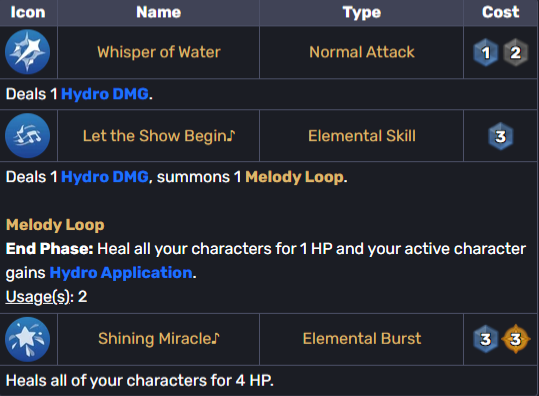 Icon Name Type Cost
Whisper of Water Normal Attack 1 2
Deals 1 Hydro DMG.
Let the Show Begin♪ Elemental Skill 3
Deals 1 Hydro DMG, summons 1 Melody Loop.
Melody Loop
End Phase: Heal all your characters for 1 HP and your active character
gains Hydro Application.
Usage(s): 2
Shining Miracle♪ Elemental Burst 3 3
Heals all of your characters for 4 HP.